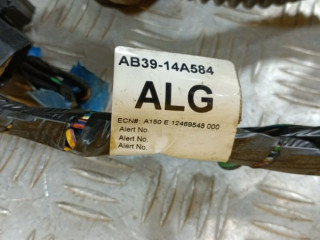 AB39-14A584
ALG
ECN#: A150 E 12469548 000
Alert No.
Alert No.
Alert No.